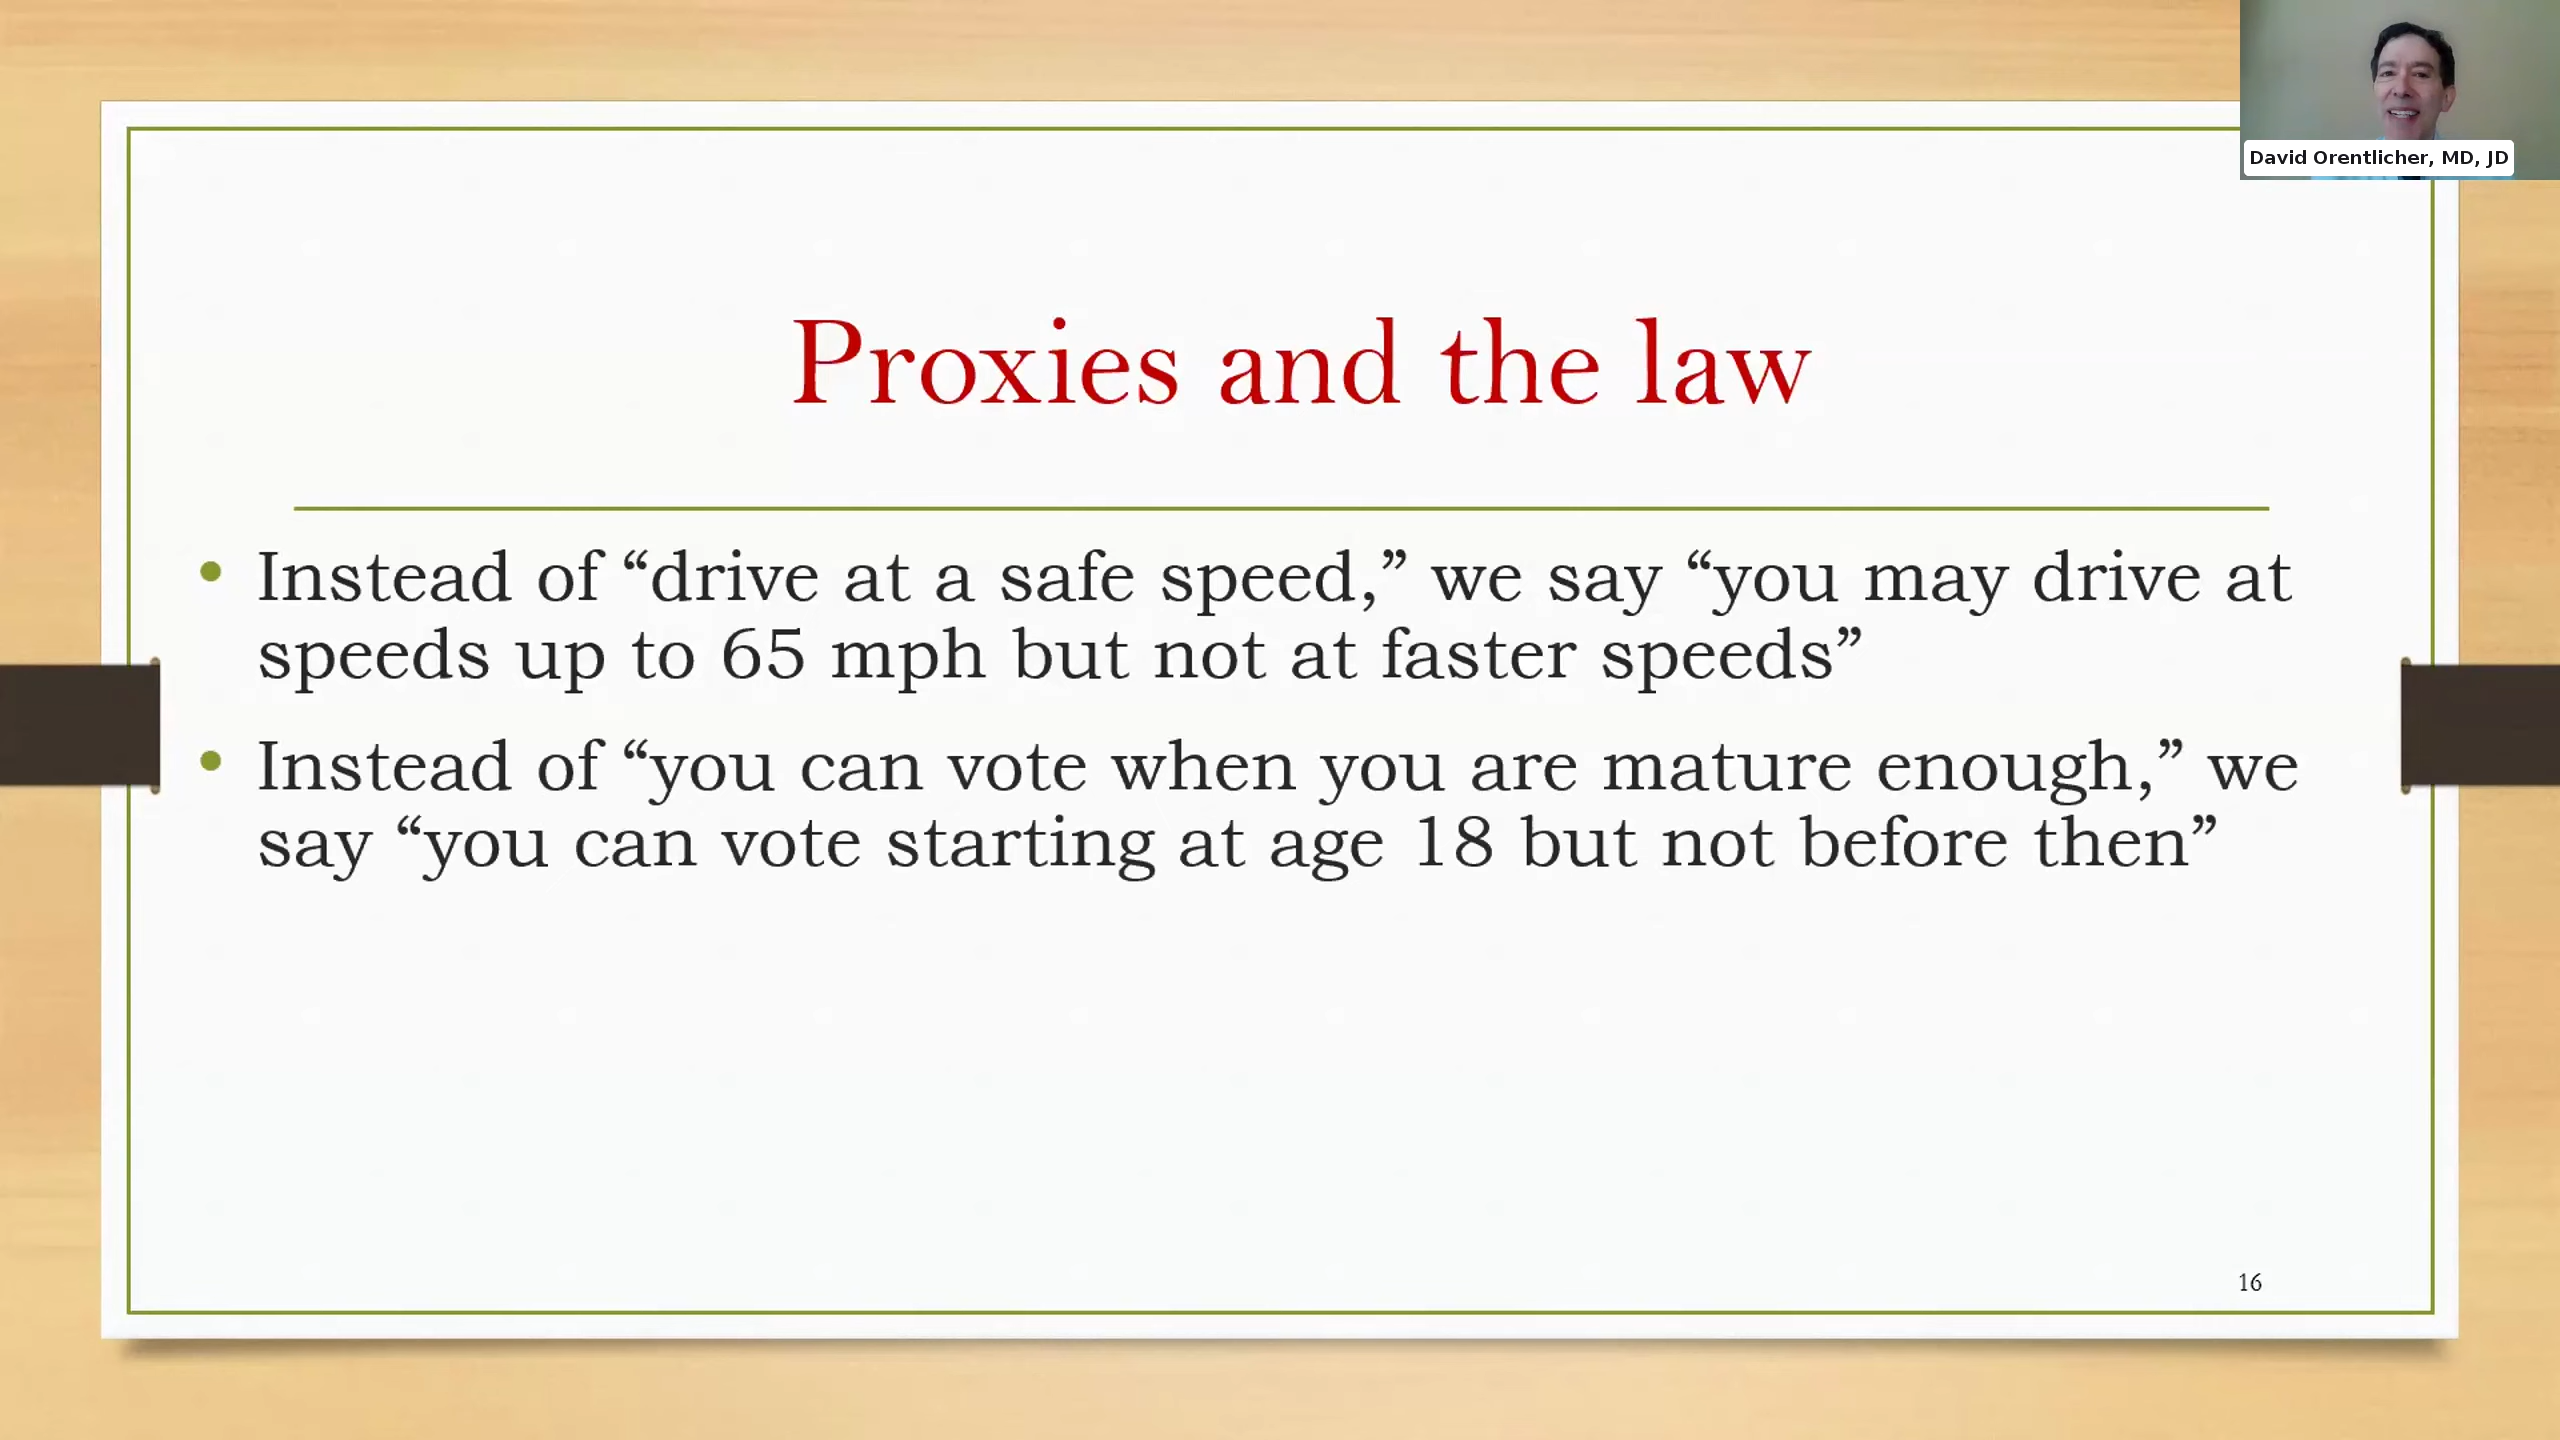 David Orentlicher, MD, JD
Proxies and the law
• Instead of “drive at a safe speed,” we say “you may drive at
speeds up to 65 mph but not at faster speeds”
• Instead of “you can vote when you are mature enough,” we
say “you can vote starting at age 18 but not before then”
16